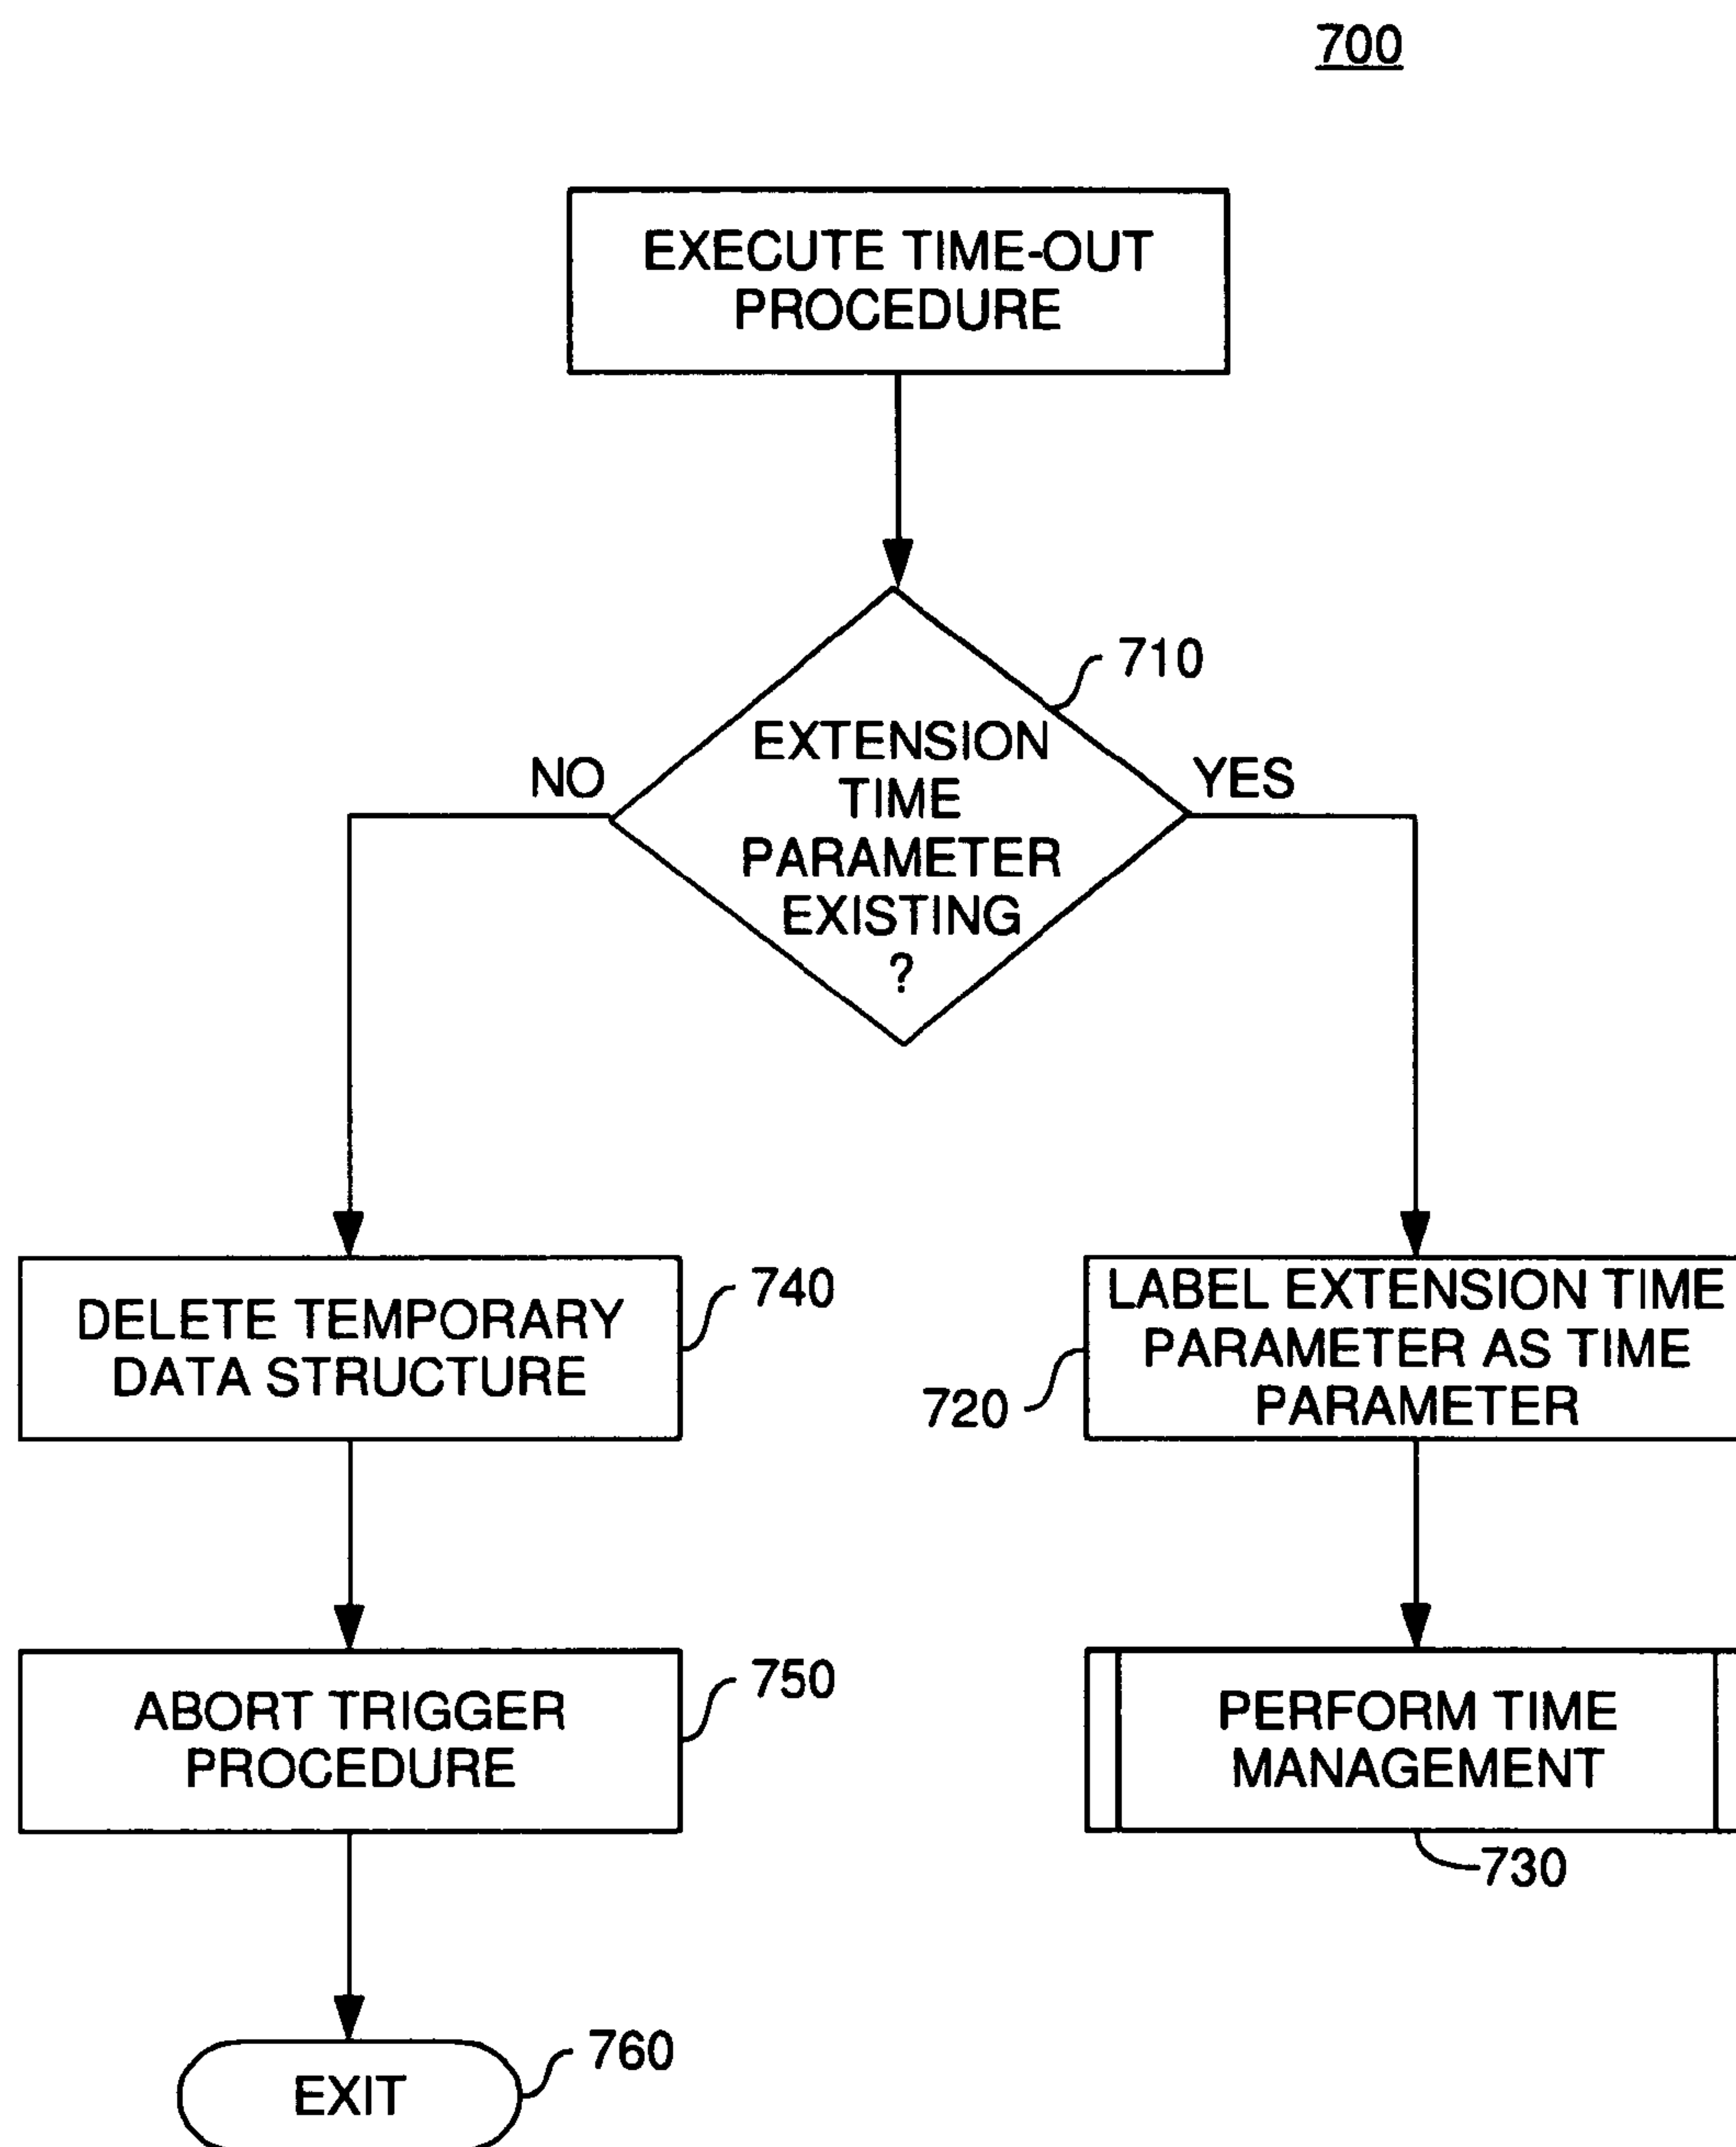 700
EXECUTE TIME-OUT
PROCEDURE
710
EXTENSION
TIME
PARAMETER
EXISTING
?
NO
YES
DELETE TEMPORARY
DATA STRUCTURE
740
LABEL EXTENSION TIME
PARAMETER AS TIME
PARAMETER
720
ABORT TRIGGER
PROCEDURE
750
PERFORM TIME
MANAGEMENT
730
EXIT
760